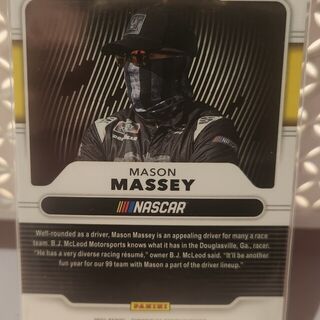 MASON
MASSEY
NASCAR
Well-rounded as a driver, Mason Massey is an appealing driver for many a race
team. B.J. McLeod Motorsports knows what it has in the Douglasville, Ga., racer.
"He has a very diverse racing résumé," owner B.J. McLeod said. "It'll be another
fun year for our 99 team with Mason a part of the driver lineup."
PANINI